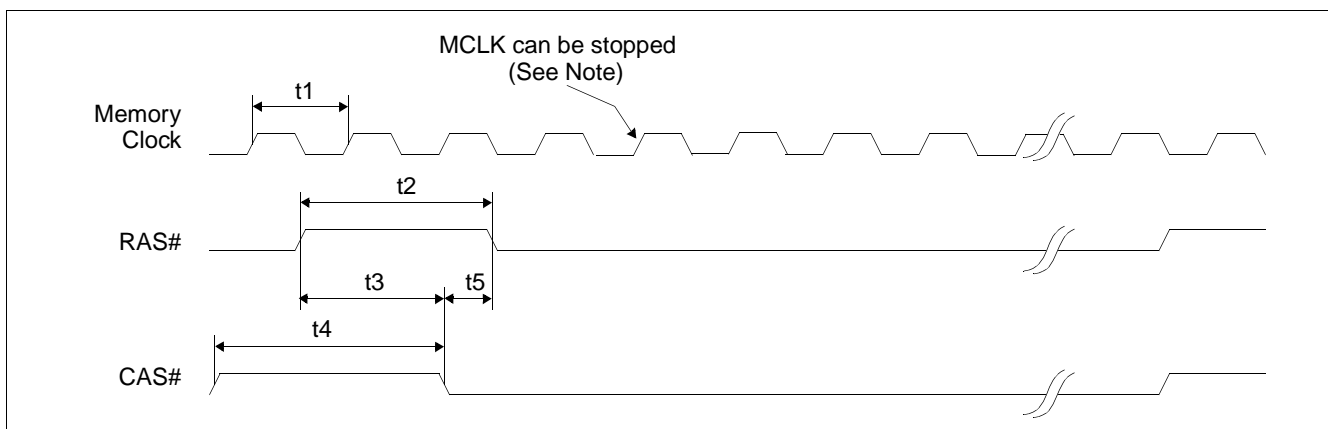 MCLK can be stopped
(See Note)
t1
Memory
Clock
t2
RAS#
t3
t5
t4
CAS#